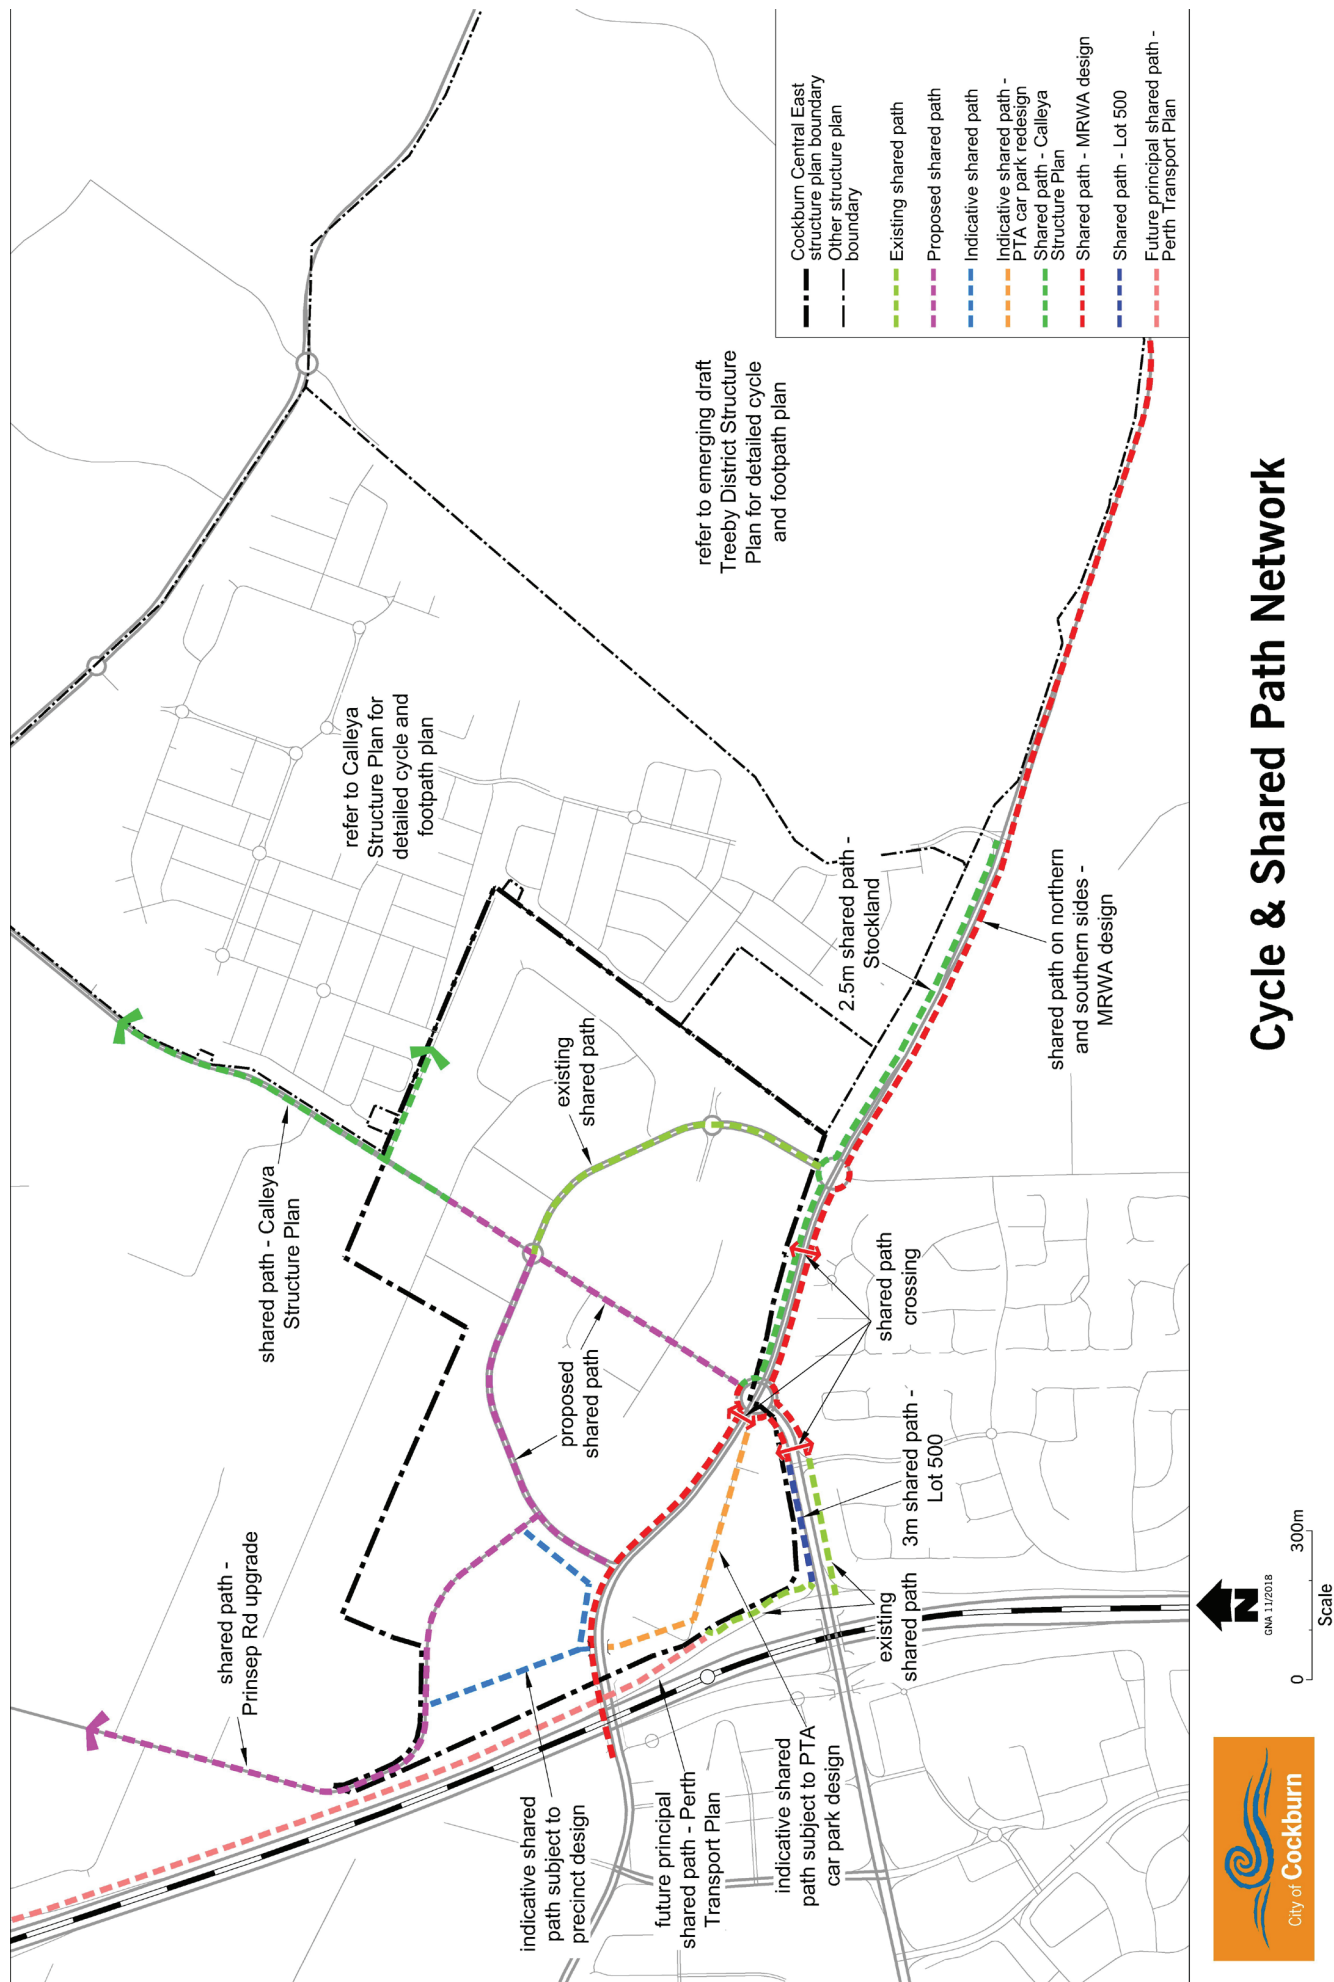 shared path -
Prinsep Rd upgrade
shared path - Calleya
Structure Plan
refer to Calleya
Structure Plan for
detailed cycle and
footpath plan
indicative shared
path subject to
precinct design
proposed
shared path
existing
shared path
refer to emerging draft
Treeby District Structure
Plan for detailed cycle
and footpath plan
future principal
shared path - Perth
Transport Plan
indicative shared
path subject to PTA
car park design
existing
shared path
3m shared path -
Lot 500
shared path
crossing
2.5m shared path -
Stockland
shared path on northern
and southern sides -
MRWA design
Cockburn Central East
structure plan boundary
Other structure plan
boundary
Existing shared path
Proposed shared path
Indicative shared path
Indicative shared path -
PTA car park redesign
Shared path - Calleya
Structure Plan
Shared path - MRWA design
Shared path - Lot 500
Future principal shared path -
Perth Transport Plan
City of Cockburn
N
GNA 11/2018
0
300m
Scale
Cycle & Shared Path Network